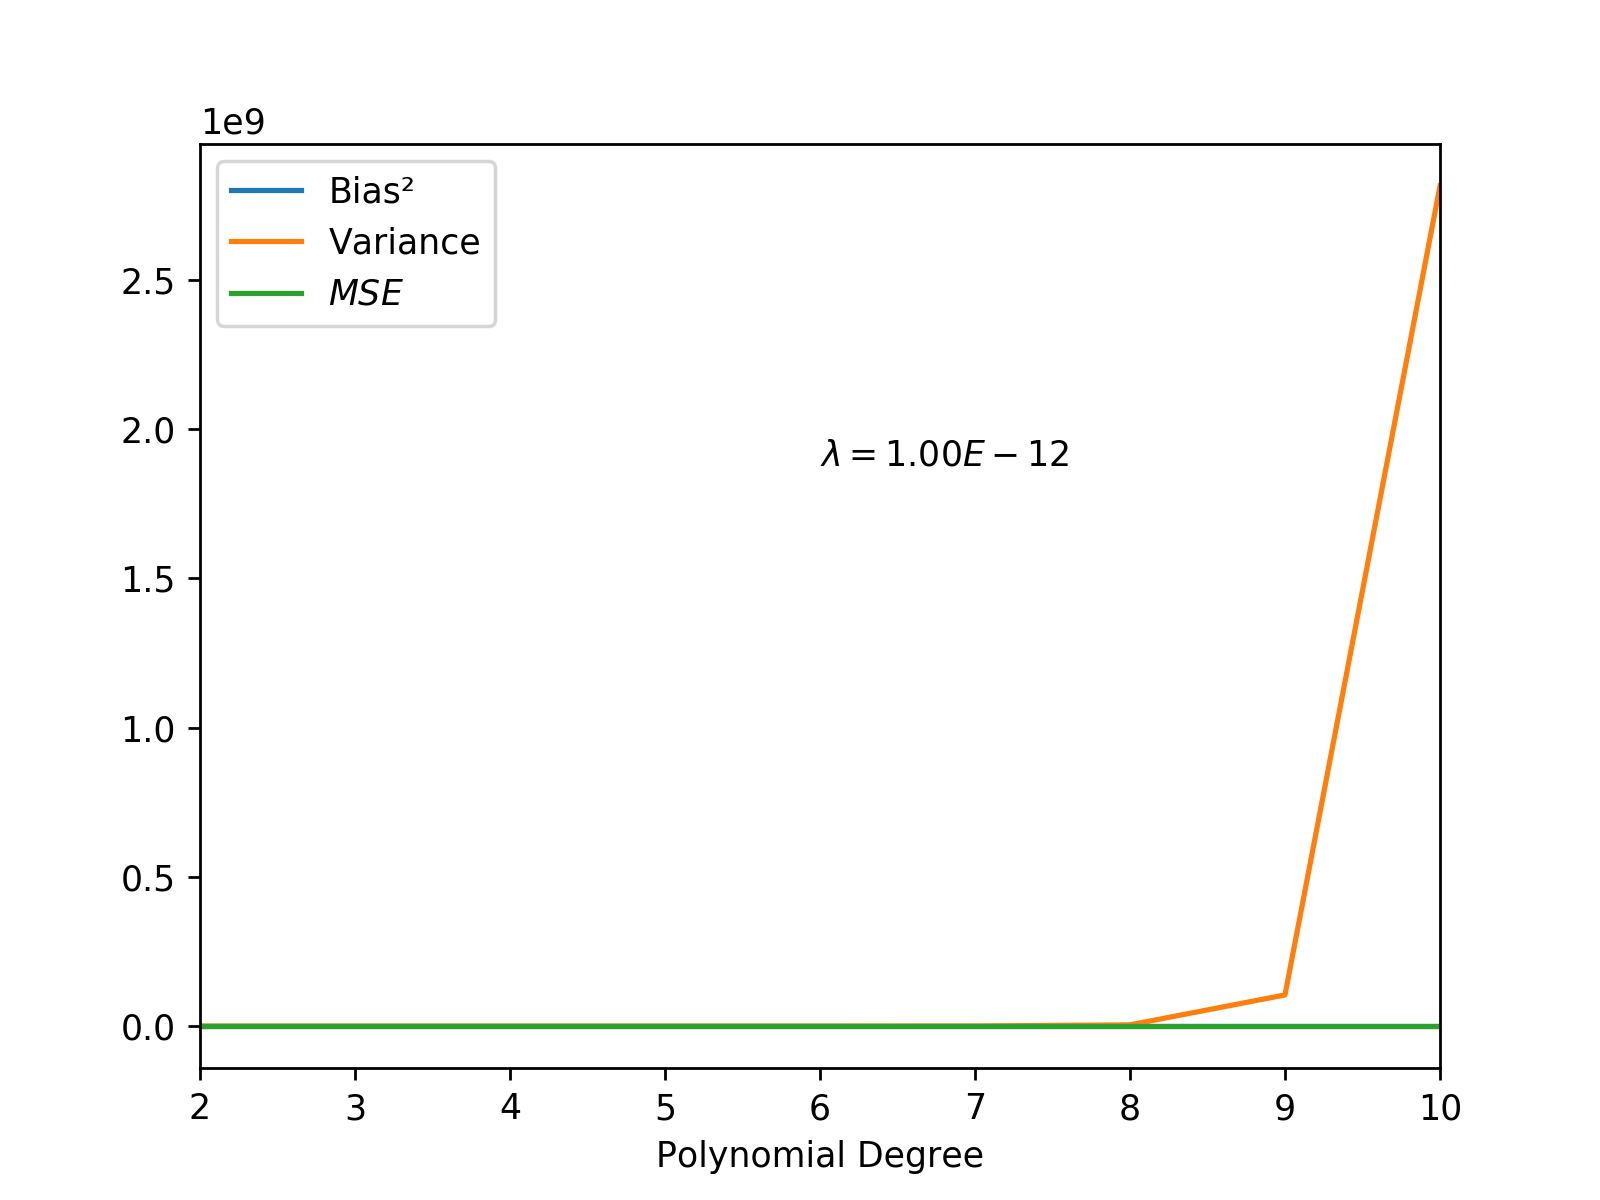 1e9
Bias²
Variance
MSE
2.5
2.0
λ = 1.00E − 12
1.5
1.0
0.5
0.0
2 3 4 5 6 7 8 9 10
Polynomial Degree